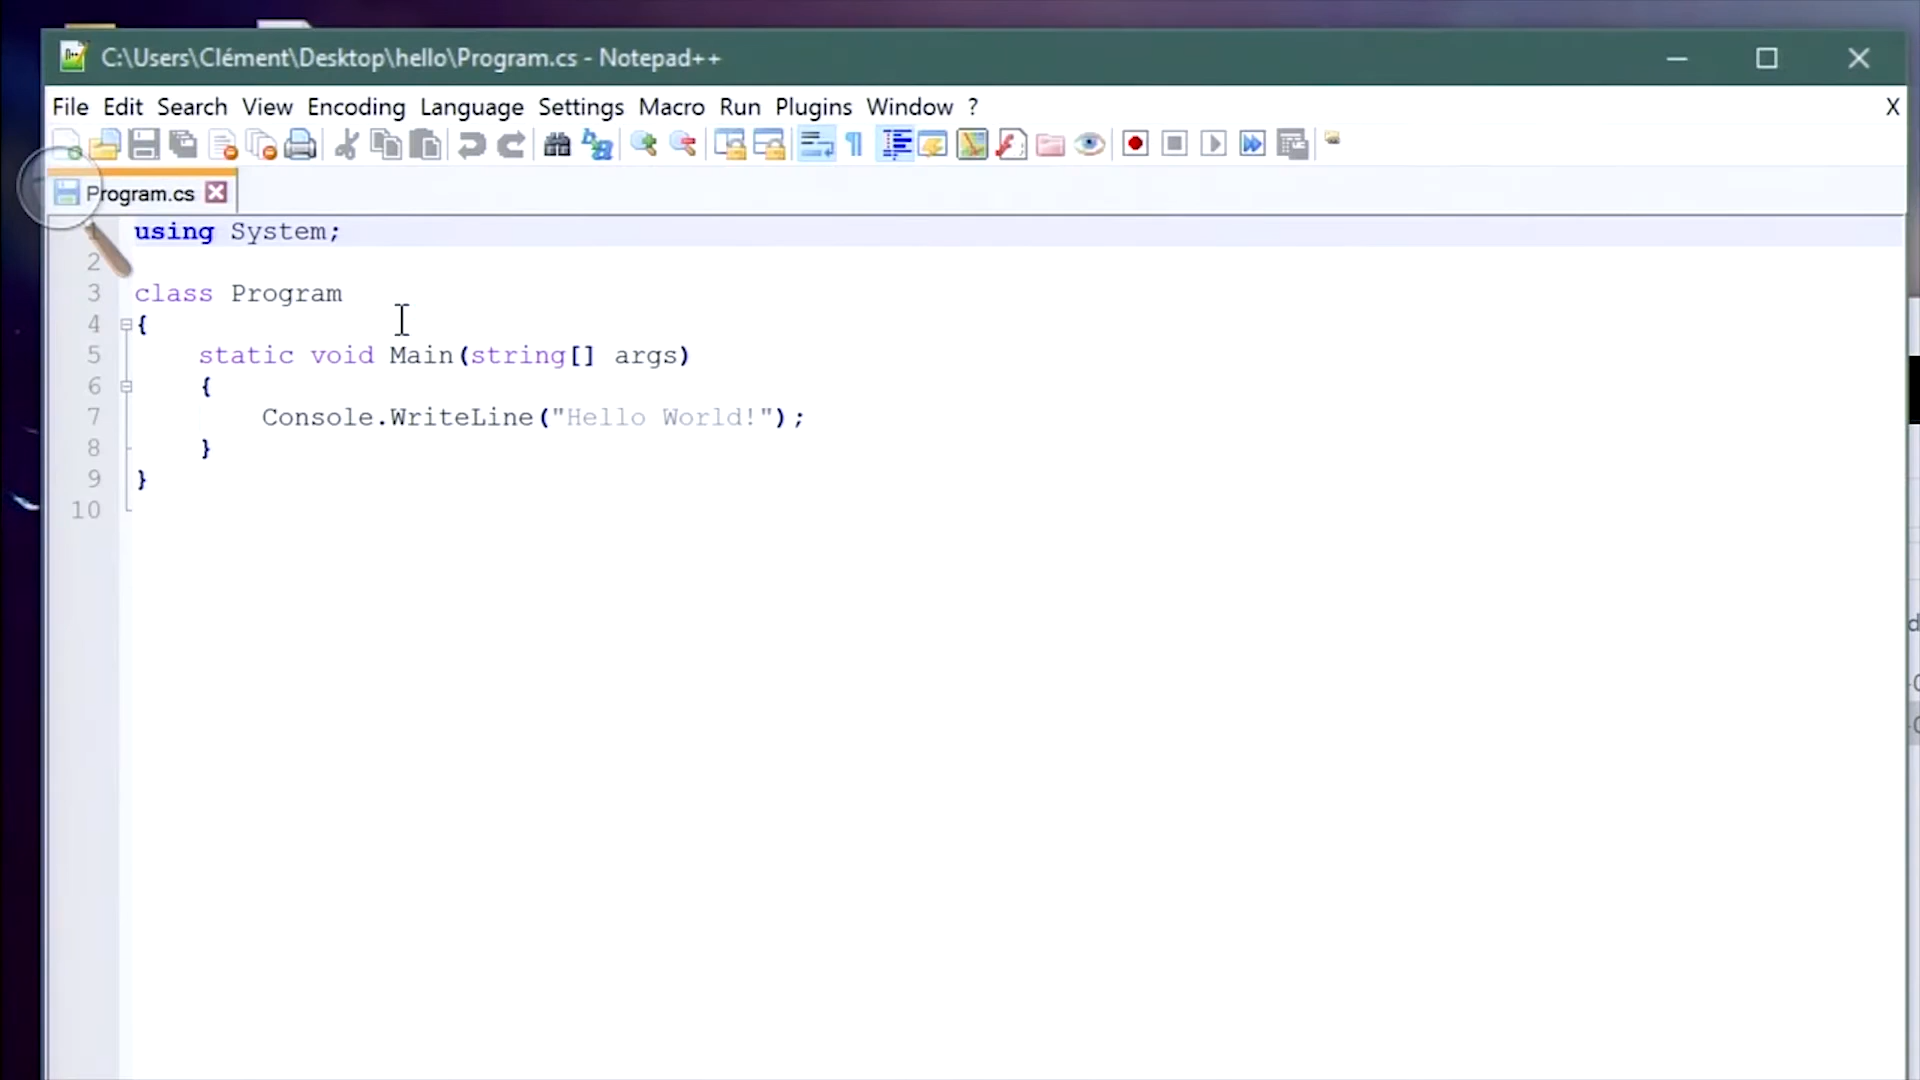 C:\Users\Clément\Desktop\hello\Program.cs - Notepad++
File Edit Search View Encoding Language Settings Macro Run Plugins Window ? X
Program.cs
1 using System;
2
3 class Program
4 {
5 static void Main(string[] args)
6 {
7 Console.WriteLine("Hello World!");
8 }
9 }
10